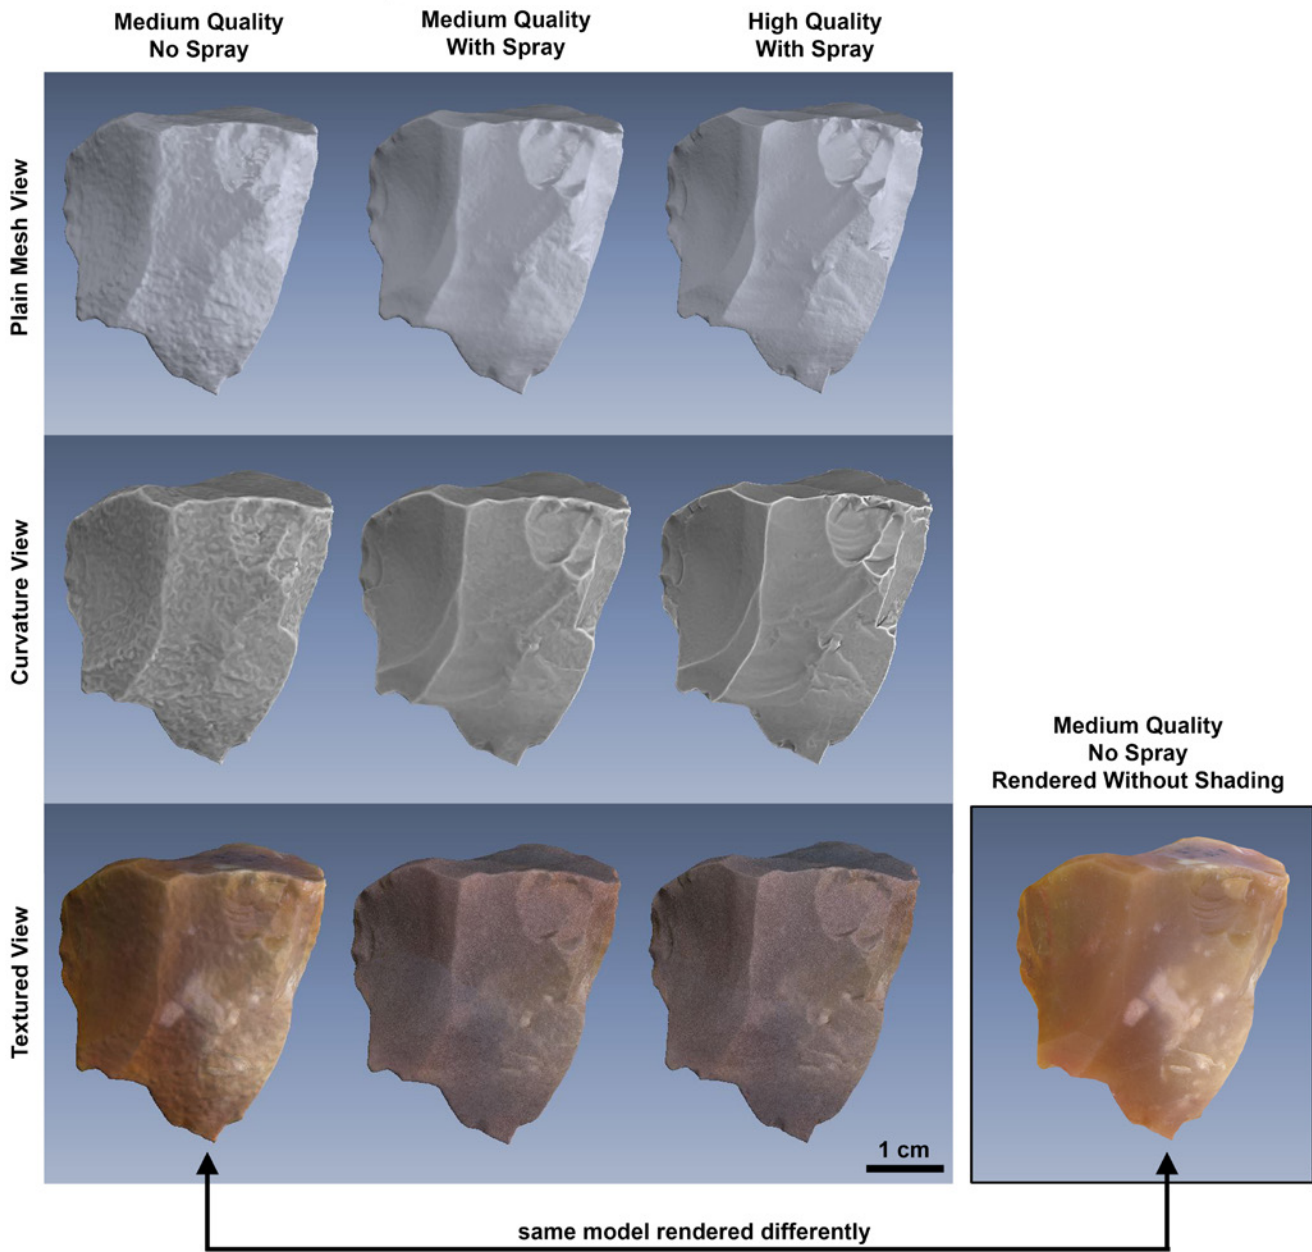 Medium Quality
No Spray
Medium Quality
With Spray
High Quality
With Spray
Plain Mesh View
Curvature View
Textured View
Medium Quality
No Spray
Rendered Without Shading
1 cm
same model rendered differently